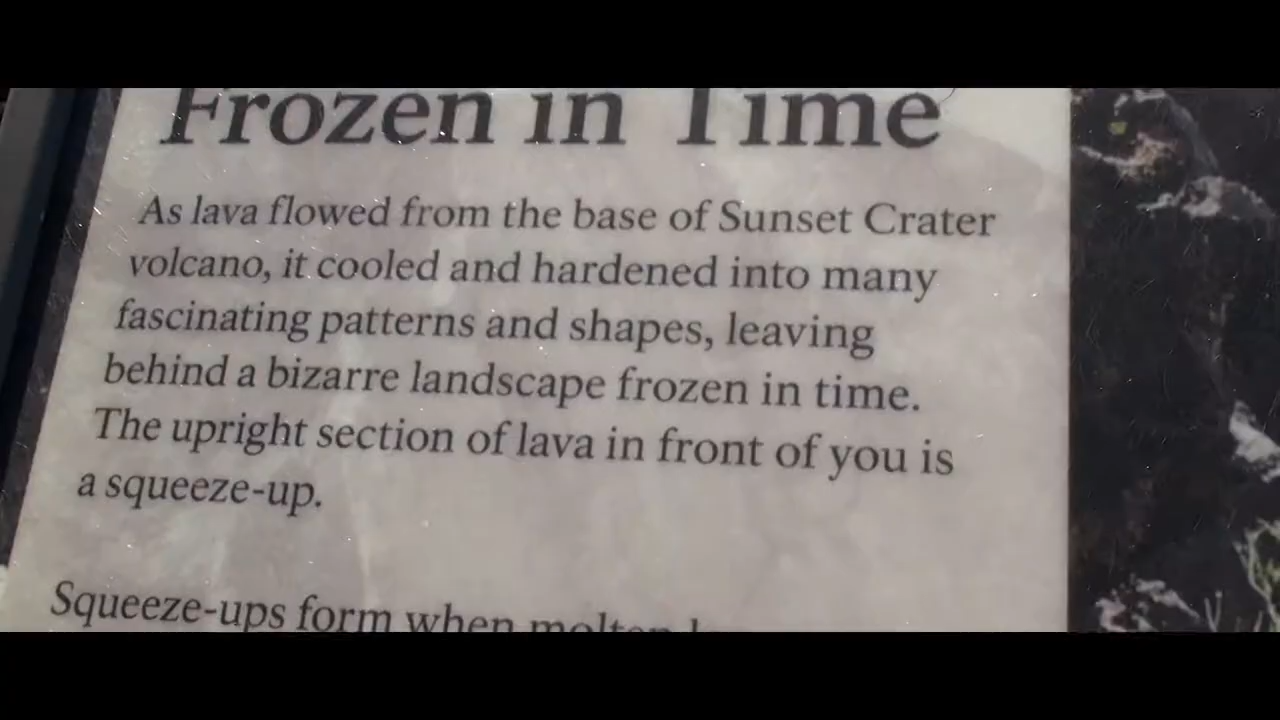 Frozen in Time
As lava flowed from the base of Sunset Crater
volcano, it cooled and hardened into many
fascinating patterns and shapes, leaving
behind a bizarre landscape frozen in time.
The upright section of lava in front of you is
a squeeze-up.
Squeeze-ups form when molten